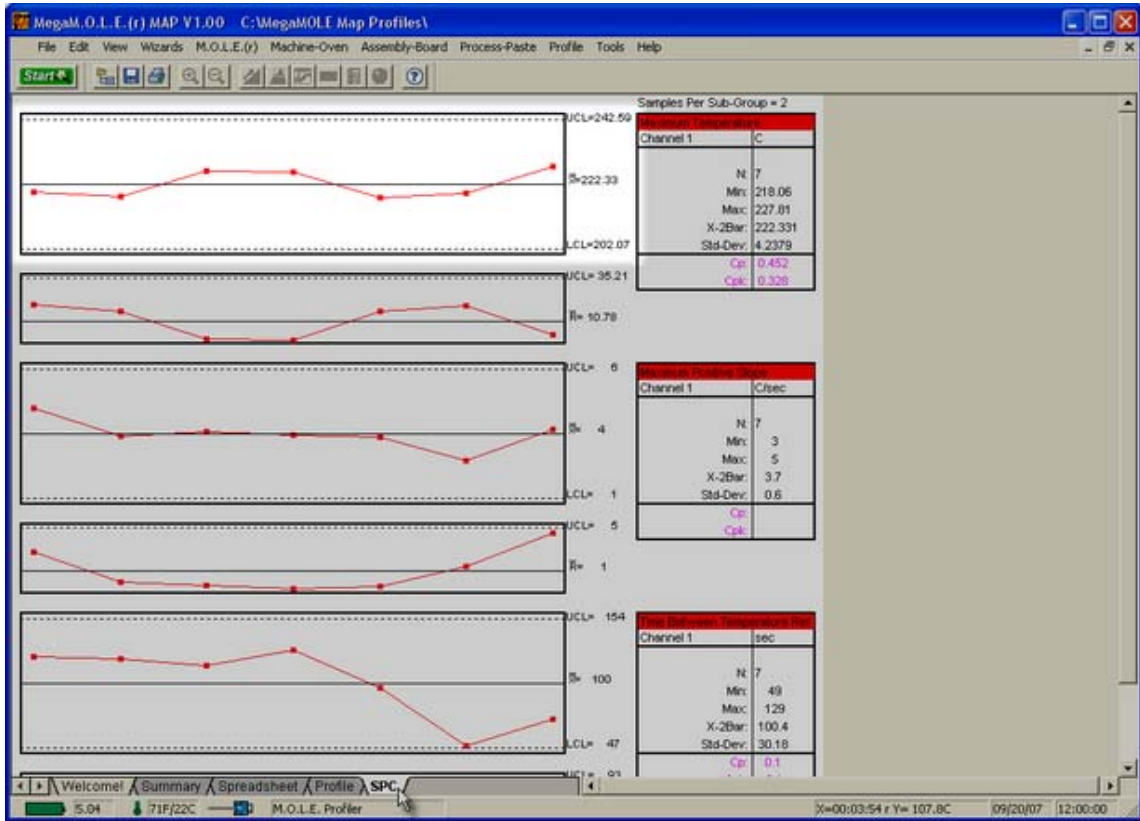 MegaM.O.L.E.(r) MAP V1.00 C:\MegaMOLE Map Profiles\
File Edit View Wizards M.O.L.E.(r) Machine-Oven Assembly-Board Process-Paste Profile Tools Help
Start
Samples Per Sub-Group = 2
UCL=242.59
=222.33
LCL=202.07
Maximum Temperature
Channel 1 C
N: 7
Min: 218.06
Max: 227.81
X-2Bar: 222.331
Std-Dev: 4.2379
Cp: 0.452
Cpk: 0.328
UCL= 35.21
R= 10.78
UCL= 6
= 4
LCL= 1
Maximum Positive Slope
Channel 1 C/sec
N: 7
Min: 3
Max: 5
X-2Bar: 3.7
Std-Dev: 0.6
Cp:
Cpk:
UCL= 5
R= 1
UCL= 154
= 100
LCL= 47
Time Between Temperature Ref
Channel 1 sec
N: 7
Min: 49
Max: 129
X-2Bar: 100.4
Std-Dev: 30.18
Cp: 0.1
Welcome! Summary Spreadsheet Profile SPC
5.04 71F/22C M.O.L.E. Profiler X=00:03:54 r Y= 107.8C 09/20/07 12:00:00